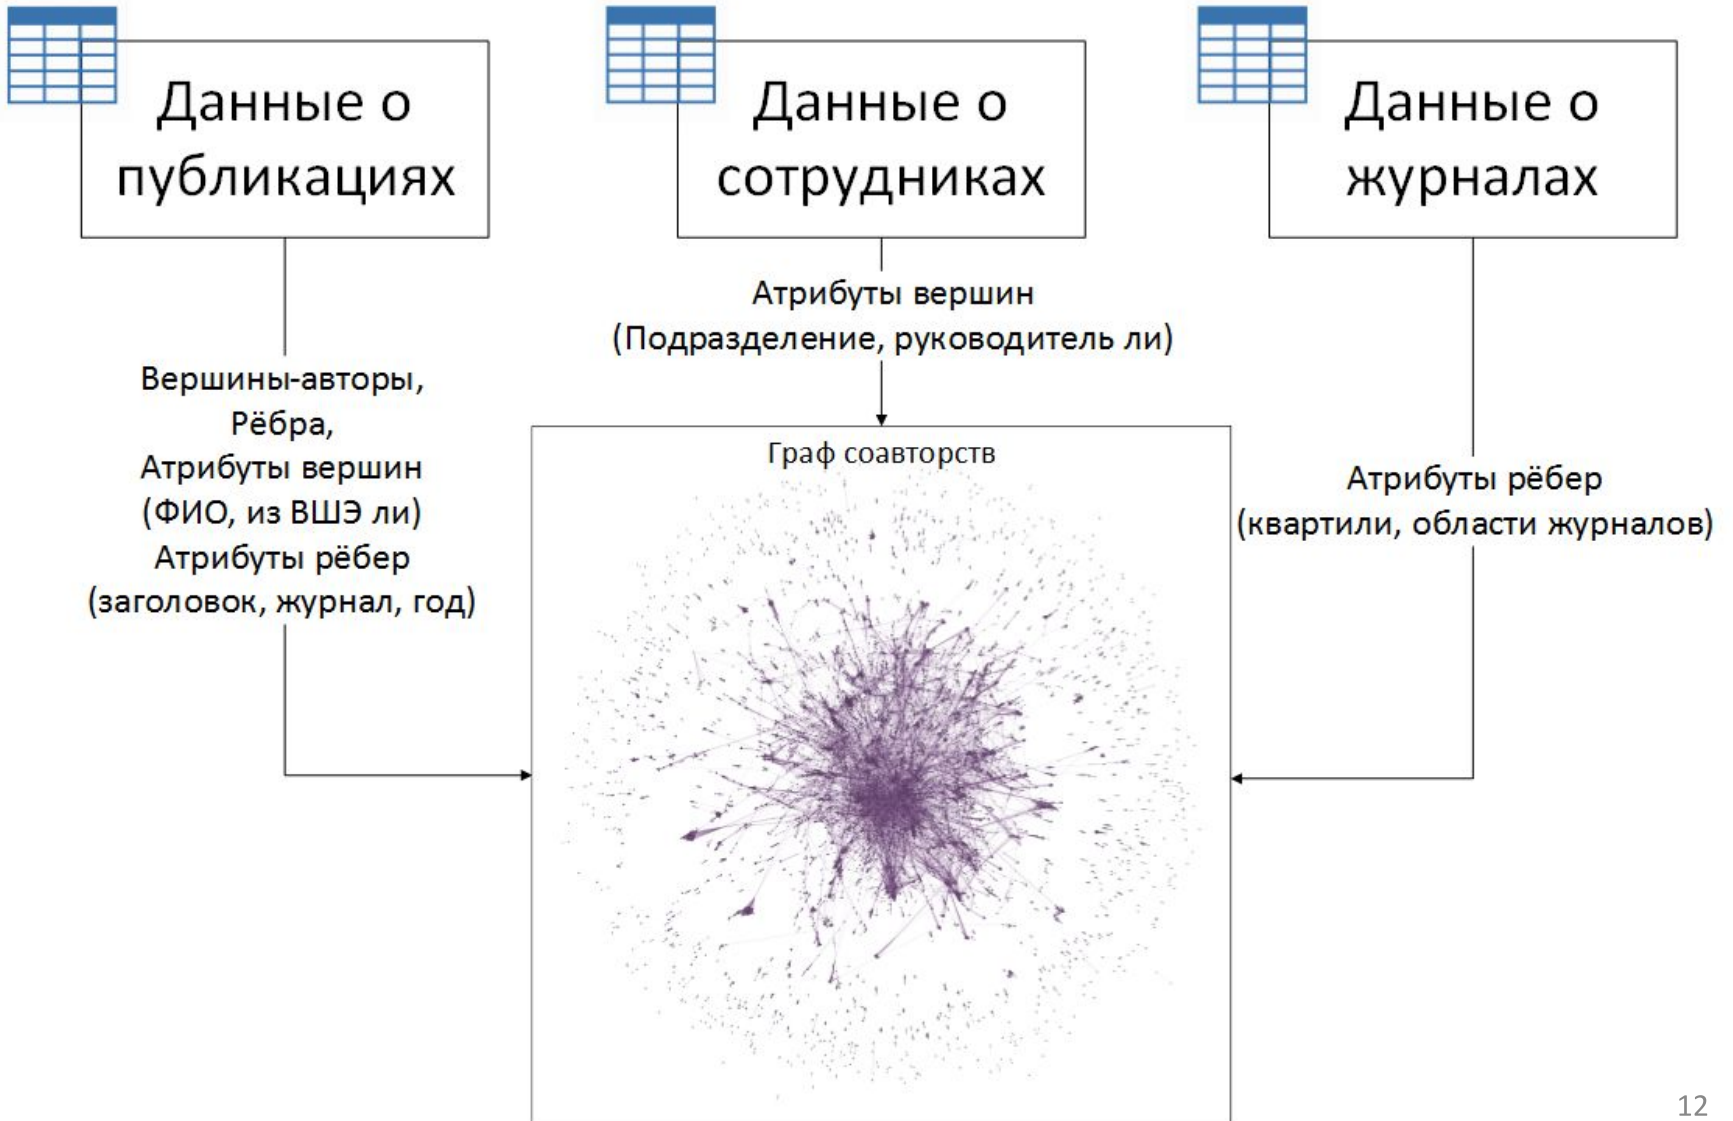 Данные о
публикациях
Данные о
сотрудниках
Данные о
журналах
Атрибуты вершин
(Подразделение, руководитель ли)
Вершины-авторы,
Рёбра,
Атрибуты вершин
(ФИО, из ВШЭ ли)
Атрибуты рёбер
(заголовок, журнал, год)
Атрибуты рёбер
(квартили, области журналов)
Граф соавторств
12